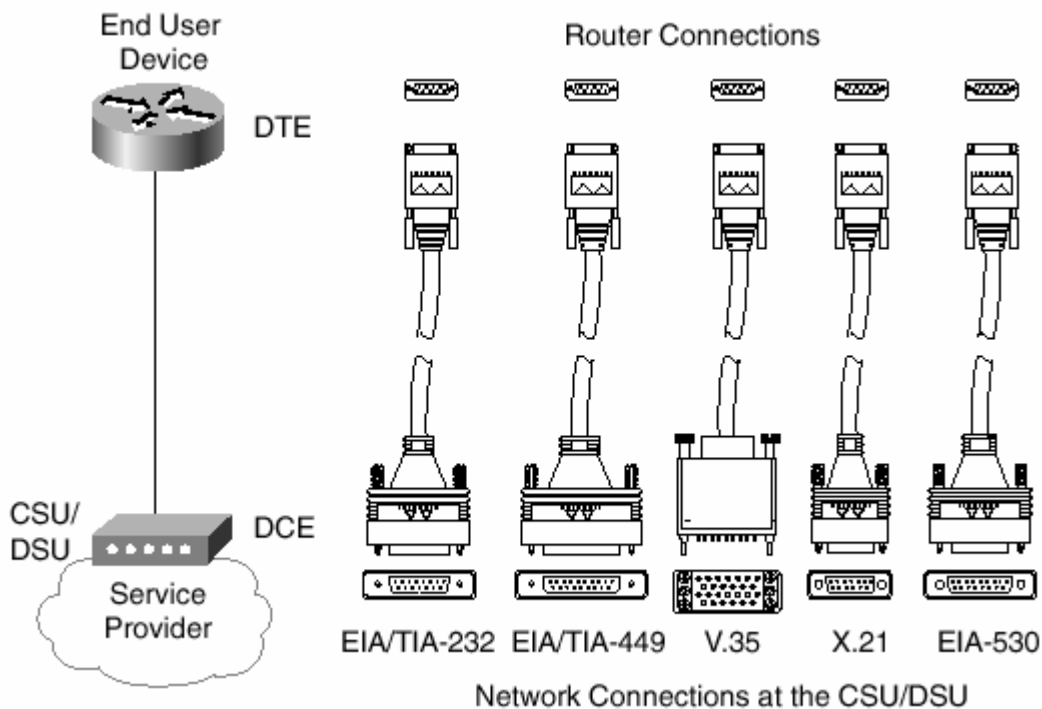 End User
Device
DTE
Router Connections
CSU/
DSU
DCE
Service
Provider
EIA/TIA-232
EIA/TIA-449
V.35
X.21
EIA-530
Network Connections at the CSU/DSU